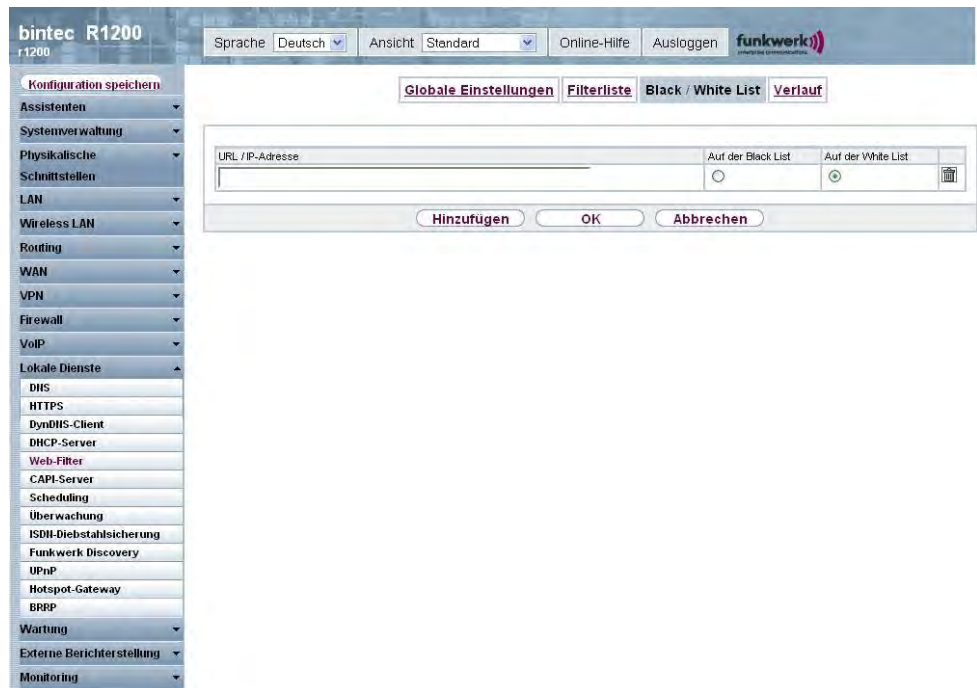 bintec R1200
r1200
Sprache Deutsch Ansicht Standard Online-Hilfe Ausloggen funkwerk
Konfiguration speichern
Assistenten
Systemverwaltung
Physikalische
Schnittstellen
LAN
Wireless LAN
Routing
WAN
VPN
Firewall
VoIP
Lokale Dienste
DNS
HTTPS
DynDNS-Client
DHCP-Server
Web-Filter
CAPI-Server
Scheduling
Überwachung
ISDN-Diebstahlsicherung
Funkwerk Discovery
UPnP
Hotspot-Gateway
BRRP
Wartung
Externe Berichterstellung
Monitoring
Globale Einstellungen Filterliste Black / White List Verlauf
URL / IP-Adresse Auf der Black List Auf der White List
Hinzufügen OK Abbrechen